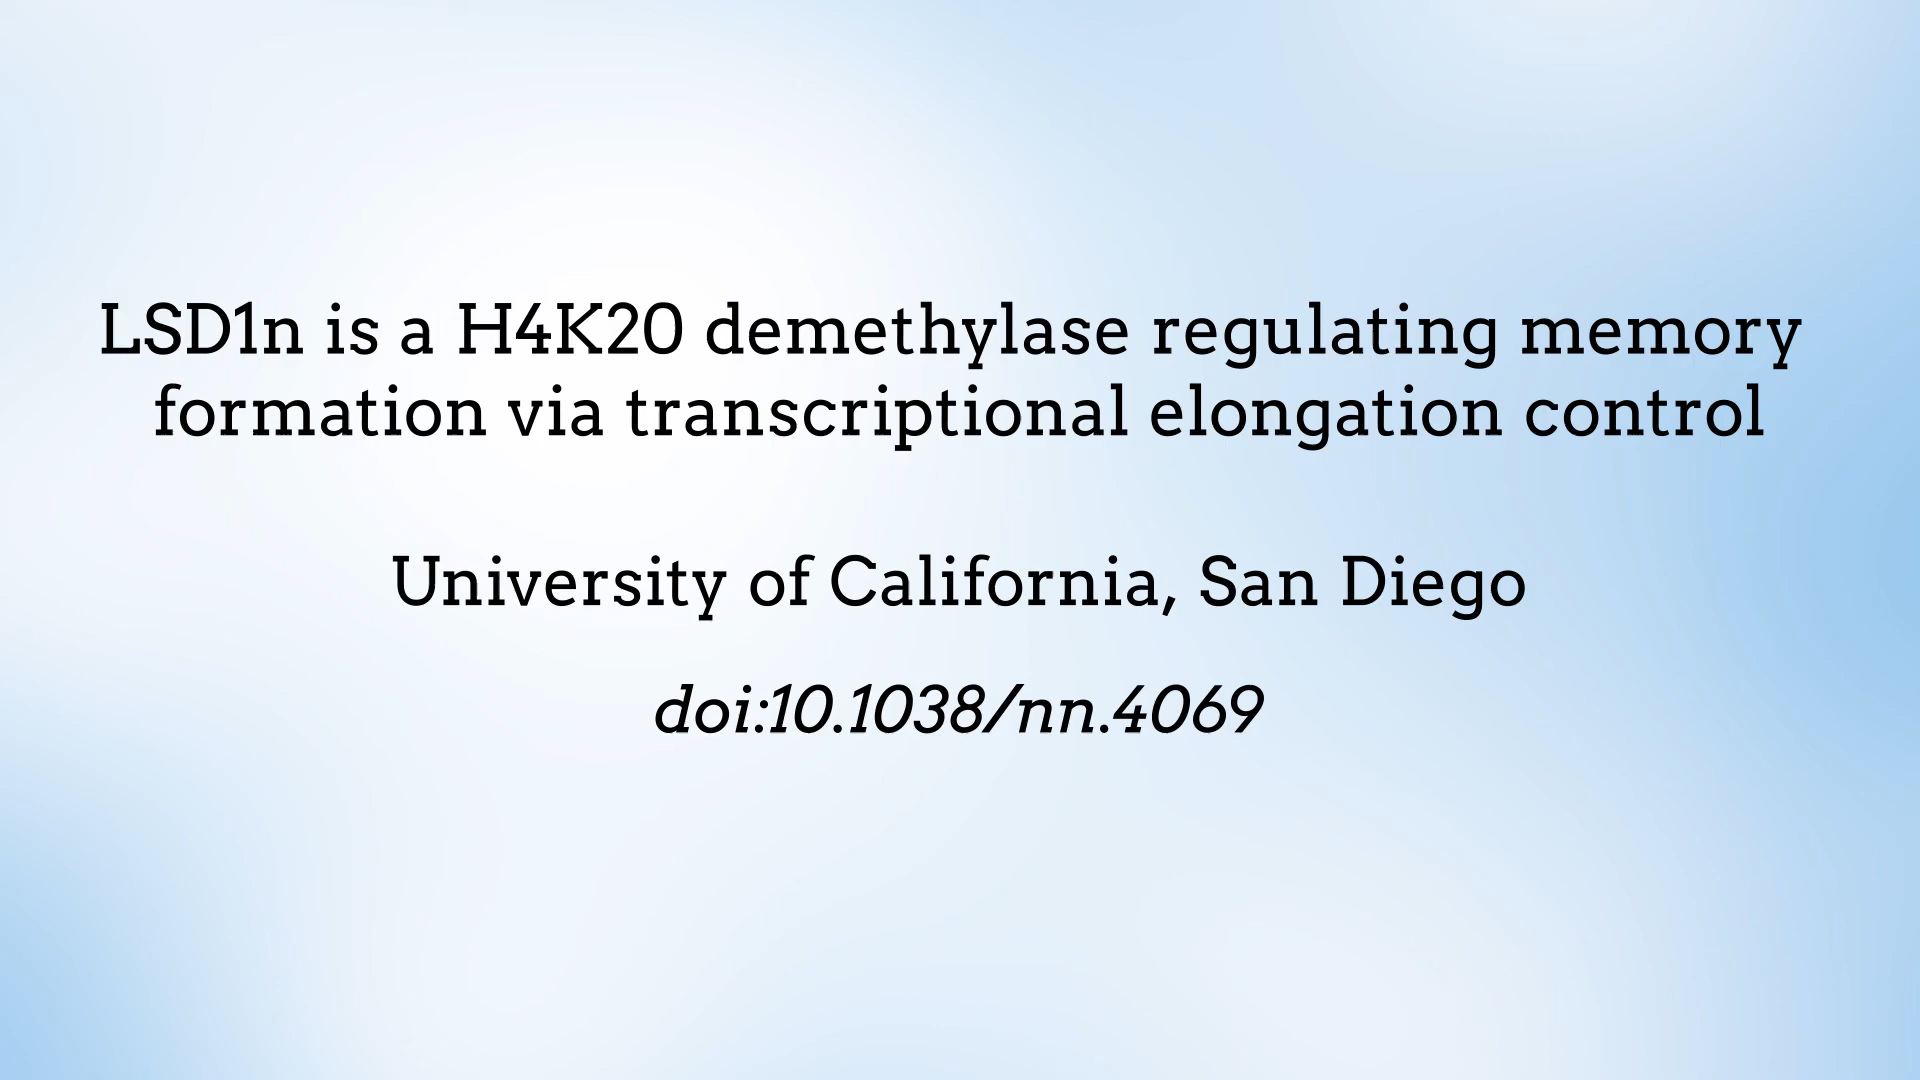 LSD1n is a H4K20 demethylase regulating memory
formation via transcriptional elongation control
University of California, San Diego
doi:10.1038/nn.4069